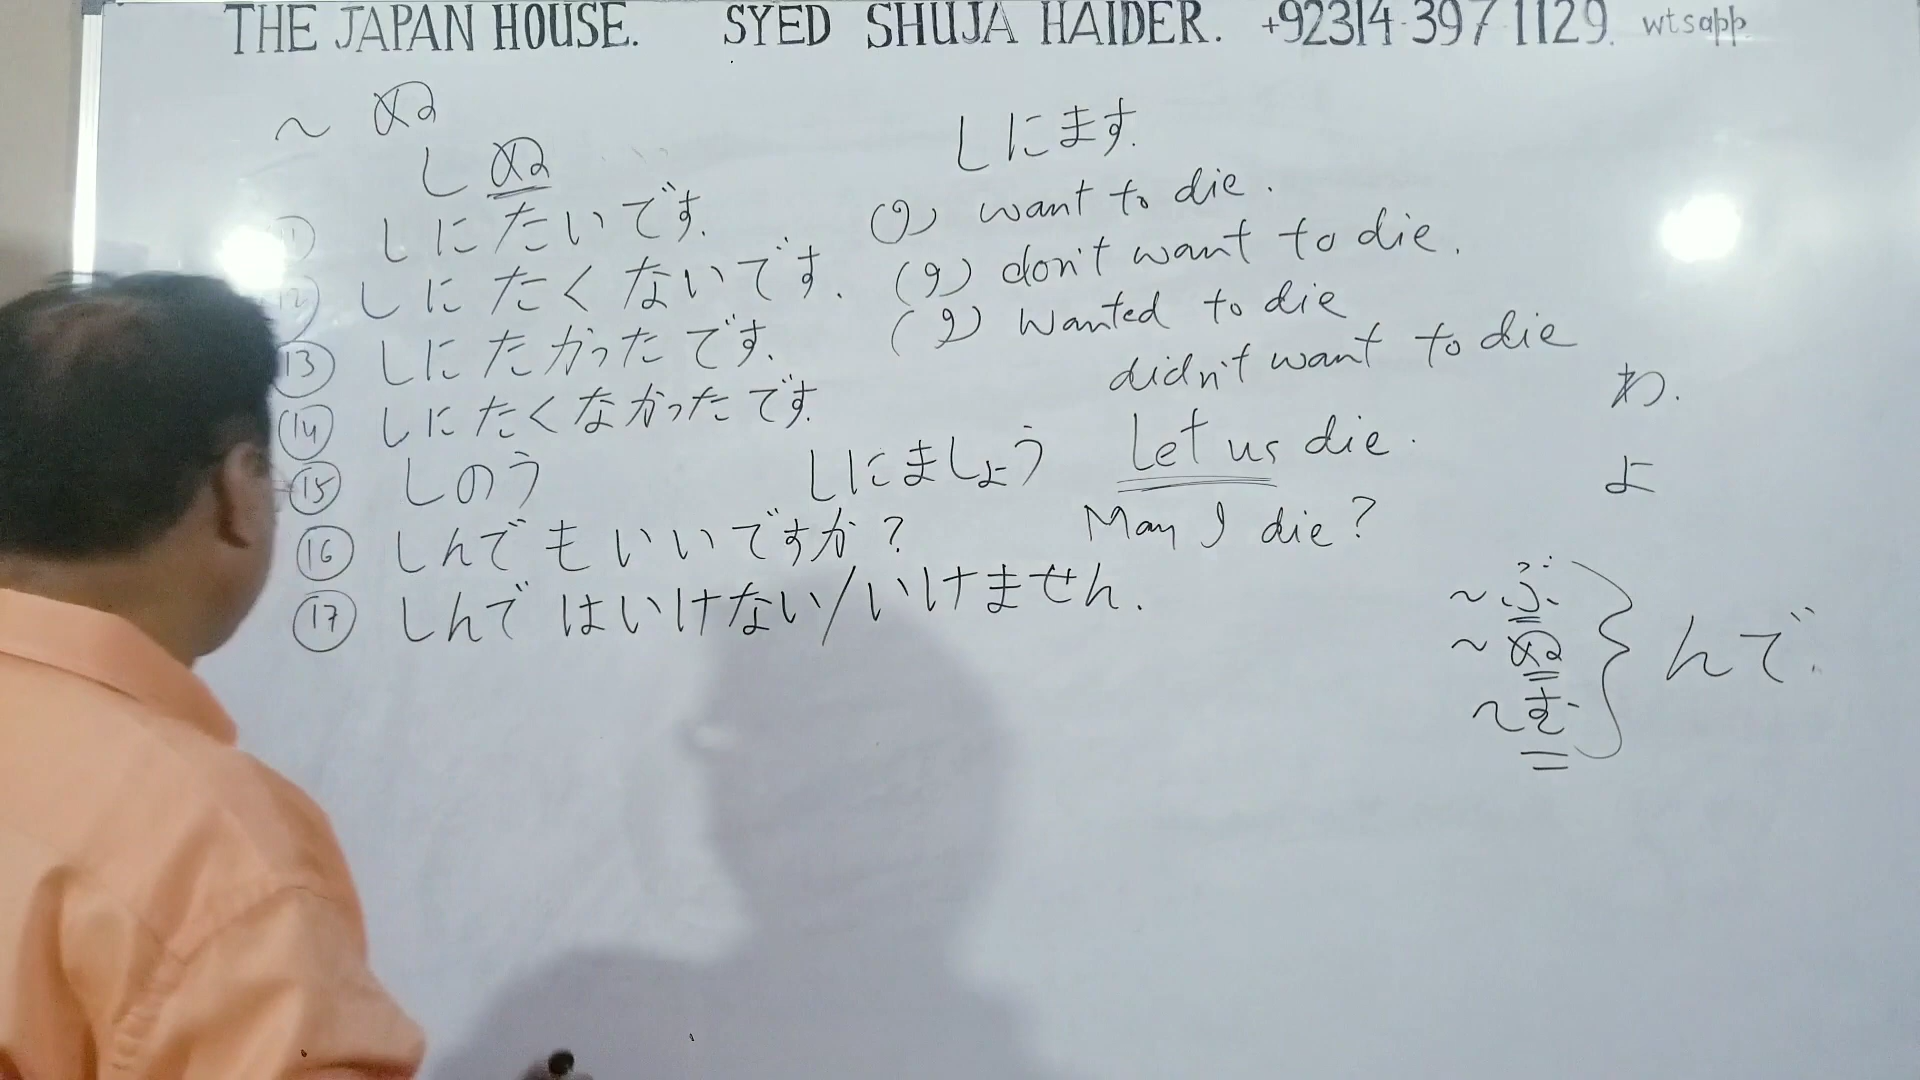 THE JAPAN HOUSE. SYED SHUJA HAIDER. +92314-3971129. wtsapp
~ ぬ
しぬ しにます.
11 しにたいです. (I) want to die.
12 しにたくないです. (I) don't want to die.
13 しにたかったです. (I) wanted to die
14 しにたくなかったです. didn't want to die
15 しのう しにましょう Let us die.
16 しんでもいいですか? May I die?
17 しんではいけない/いけません.
わ.
よ
~ぶ
~ぬ
~む
} んで.